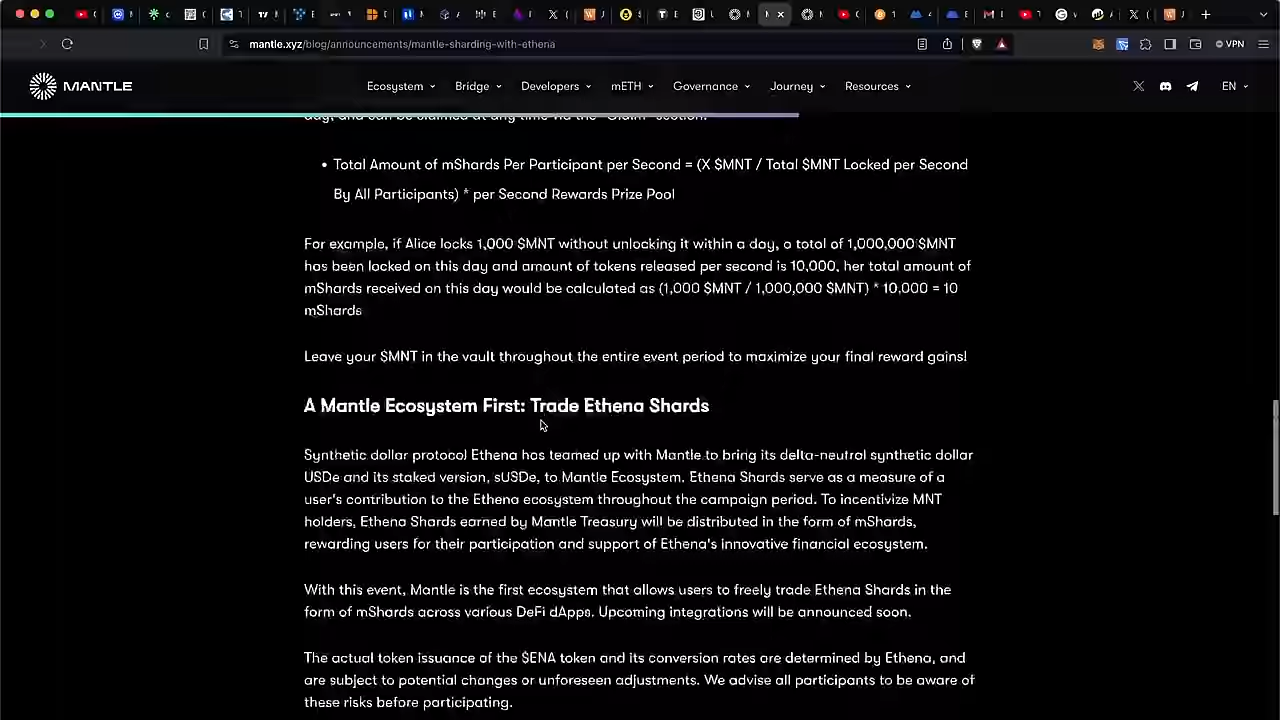 mantle.xyz/blog/announcements/mantle-sharding-with-ethena
VPN
MANTLE
Ecosystem
Bridge
Developers
mETH
Governance
Journey
Resources
EN
day, and can be claimed at any time via the "Claim" section.
• Total Amount of mShards Per Participant per Second = (X $MNT / Total $MNT Locked per Second
By All Participants) * per Second Rewards Prize Pool
For example, if Alice locks 1,000 $MNT without unlocking it within a day, a total of 1,000,000 $MNT
has been locked on this day and amount of tokens released per second is 10,000, her total amount of
mShards received on this day would be calculated as (1,000 $MNT / 1,000,000 $MNT) * 10,000 = 10
mShards
Leave your $MNT in the vault throughout the entire event period to maximize your final reward gains!
A Mantle Ecosystem First: Trade Ethena Shards
Synthetic dollar protocol Ethena has teamed up with Mantle to bring its delta-neutral synthetic dollar
USDe and its staked version, sUSDe, to Mantle Ecosystem. Ethena Shards serve as a measure of a
user's contribution to the Ethena ecosystem throughout the campaign period. To incentivize MNT
holders, Ethena Shards earned by Mantle Treasury will be distributed in the form of mShards,
rewarding users for their participation and support of Ethena's innovative financial ecosystem.
With this event, Mantle is the first ecosystem that allows users to freely trade Ethena Shards in the
form of mShards across various DeFi dApps. Upcoming integrations will be announced soon.
The actual token issuance of the $ENA token and its conversion rates are determined by Ethena, and
are subject to potential changes or unforeseen adjustments. We advise all participants to be aware of
these risks before participating.